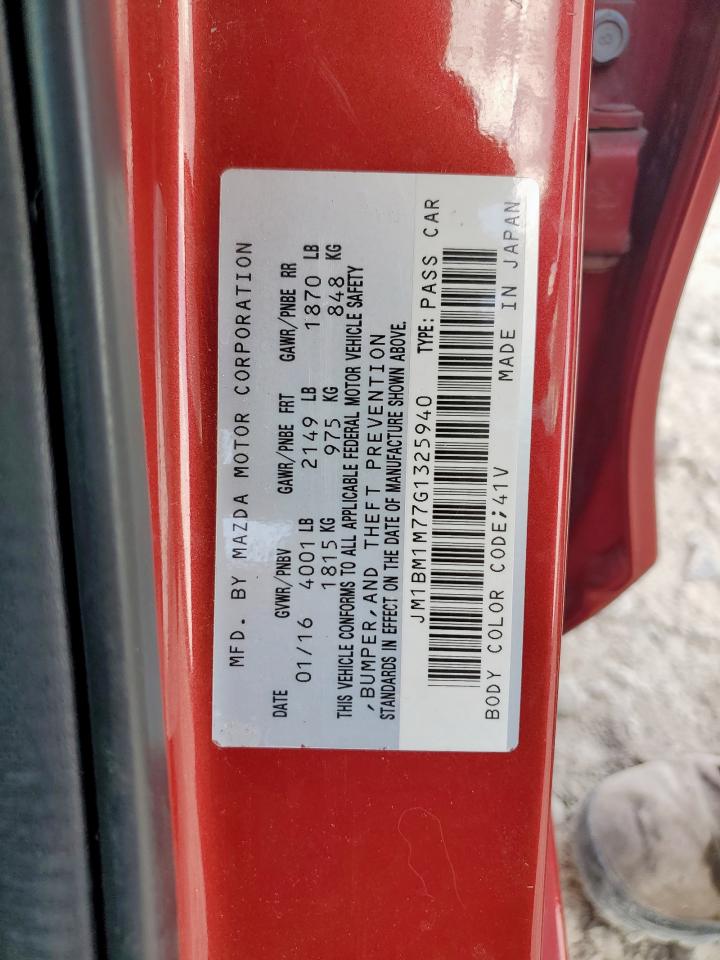 MFD. BY MAZDA MOTOR CORPORATION
DATE GVWR/PNBV GAWR/PNBE FRT GAWR/PNBE RR
01/16 4001 LB 2149 LB 1870 LB
1815 KG 975 KG 848 KG
THIS VEHICLE CONFORMS TO ALL APPLICABLE FEDERAL MOTOR VEHICLE SAFETY
,BUMPER,AND THEFT PREVENTION
STANDARDS IN EFFECT ON THE DATE OF MANUFACTURE SHOWN ABOVE.
JM1BM1M77G1325940 TYPE: PASS CAR
BODY COLOR CODE;41V MADE IN JAPAN